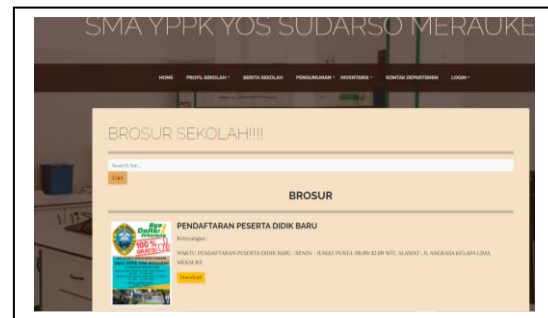 SMA YPPK YOS SUDARSO MERAUKE
HOME PROFIL SEKOLAH BERITA SEKOLAH PENGUMUMAN INVENTARIS KONTAK DEPARTEMEN LOGIN
BROSUR SEKOLAH!!!!
Search for...
Cari
BROSUR
PENDAFTARAN PESERTA DIDIK BARU
Keterangan :
WAKTU PENDAFTARAN PESERTA DIDIK BARU : SENIN - JUMAT PUKUL 08.00-12.00 WIT, ALAMAT : JL ANGKASA KELAPA LIMA
MERAUKE
Download
100 %